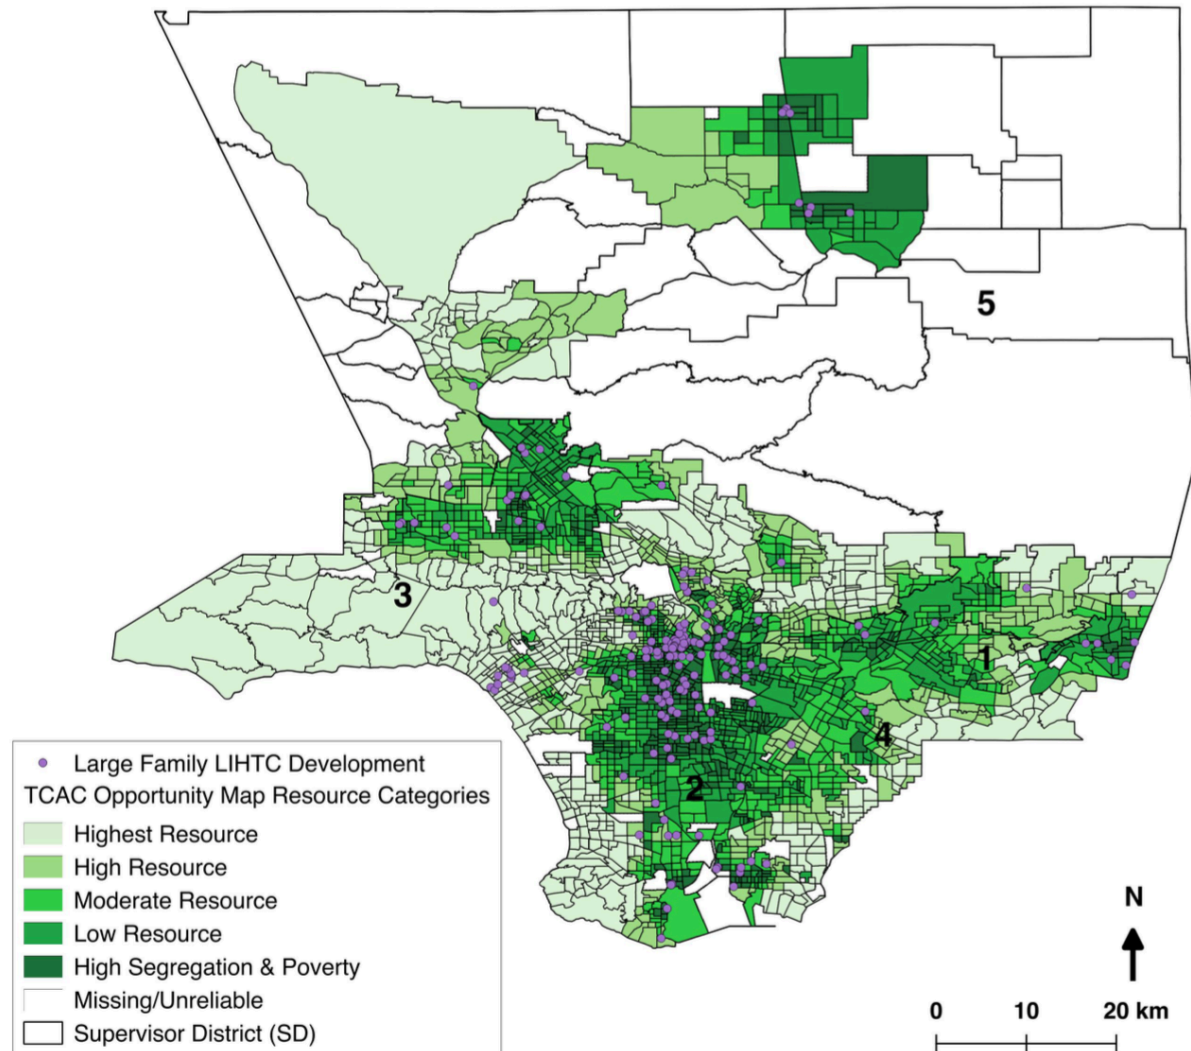 5
3
1
4
2
Large Family LIHTC Development
TCAC Opportunity Map Resource Categories
Highest Resource
High Resource
Moderate Resource
Low Resource
High Segregation & Poverty
Missing/Unreliable
Supervisor District (SD)
N
0 10 20 km